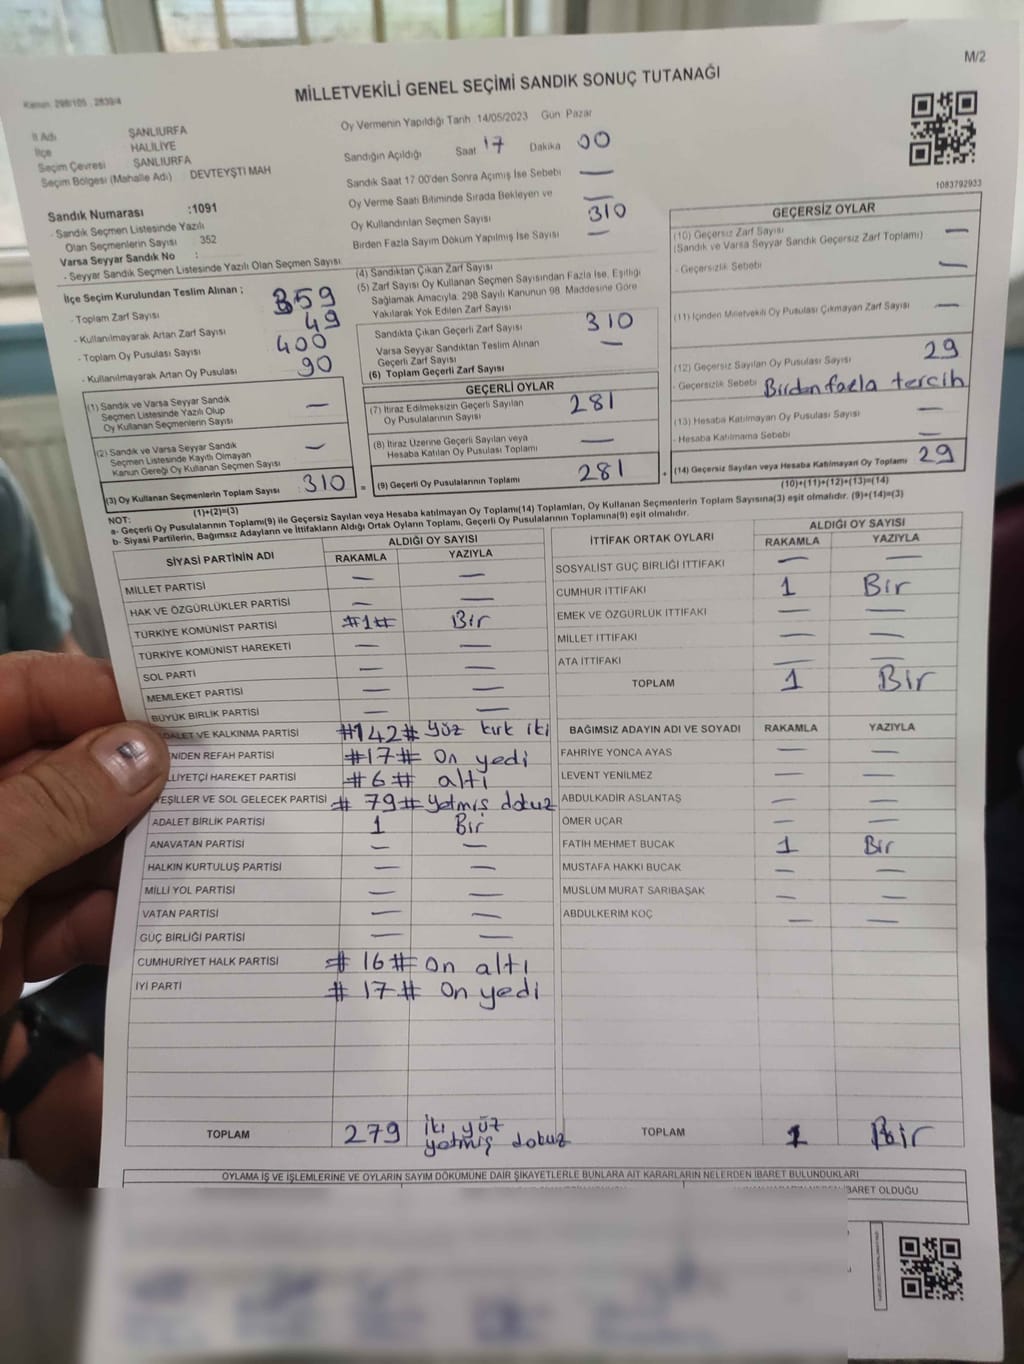 M/2
Kanun: 298/105 , 2839/4
MİLLETVEKİLİ GENEL SEÇİMİ SANDIK SONUÇ TUTANAĞI
İl Adı ŞANLIURFA
İlçe HALİLİYE
Seçim Çevresi ŞANLIURFA
Seçim Bölgesi (Mahalle Adı) DEVTEYŞTİ MAH
Sandık Numarası :1091
- Sandık Seçmen Listesinde Yazılı
Olan Seçmenlerin Sayısı 352
Varsa Seyyar Sandık No :
- Seyyar Sandık Seçmen Listesinde Yazılı Olan Seçmen Sayısı
Oy Vermenin Yapıldığı Tarih 14/05/2023 Gün Pazar
Sandığın Açıldığı Saat 17 Dakika 00
Sandık Saat 17 00'den Sonra Açımış İse Sebebi —
Oy Verme Saati Bitiminde Sırada Bekleyen ve
Oy Kullandırılan Seçmen Sayısı —
310
Birden Fazla Sayım Döküm Yapılmış İse Sayısı —
1083792933
İlçe Seçim Kurulundan Teslim Alınan ;
- Toplam Zarf Sayısı 359
- Kullanılmayarak Artan Zarf Sayısı 49
- Toplam Oy Pusulası Sayısı 400
- Kullanılmayarak Artan Oy Pusulası 90
(1) Sandık ve Varsa Seyyar Sandık
Seçmen Listesinde Yazılı Olup
Oy Kullanan Seçmenlerin Sayısı —
(2) Sandık ve Varsa Seyyar Sandık
Seçmen Listesinde Kayıtlı Olmayan
Kanun Gereği Oy Kullanan Seçmen Sayısı —
(3) Oy Kullanan Seçmenlerin Toplam Sayısı 310
(1)+(2)=(3)
(4) Sandıktan Çıkan Zarf Sayısı
(5) Zarf Sayısı Oy Kullanan Seçmen Sayısından Fazla İse, Eşitliği
Sağlamak Amacıyla. 298 Sayılı Kanunun 98. Maddesine Göre
Yakılarak Yok Edilen Zarf Sayısı
Sandıkta Çıkan Geçerli Zarf Sayısı 310
Varsa Seyyar Sandıktan Teslim Alınan
Geçerli Zarf Sayısı —
(6) Toplam Geçerli Zarf Sayısı
GEÇERLİ OYLAR
(7) İtiraz Edilmeksizin Geçerli Sayılan
Oy Pusulalarının Sayısı 281
(8) İtiraz Üzerine Geçerli Sayılan veya
Hesaba Katılan Oy Pusulası Toplamı —
= (9) Geçerli Oy Pusulalarının Toplamı 281 +
GEÇERSİZ OYLAR
(10) Geçersiz Zarf Sayısı —
(Sandık ve Varsa Seyyar Sandık Geçersiz Zarf Toplamı)
- Geçersizlik Sebebi —
(11) İçinden Milletvekili Oy Pusulası Çıkmayan Zarf Sayısı —
(12) Geçersiz Sayılan Oy Pusulası Sayısı 29
- Geçersizlik Sebebi Birden fazla tercih
(13) Hesaba Katılmayan Oy Pusulası Sayısı —
- Hesaba Katılmama Sebebi —
(14) Geçersiz Sayılan veya Hesaba Katılmayan Oy Toplamı 29
(10)+(11)+(12)+(13)=(14)
NOT:
a- Geçerli Oy Pusulalarının Toplamı(9) ile Geçersiz Sayılan veya Hesaba katılmayan Oy Toplamı(14) Toplamları, Oy Kullanan Seçmenlerin Toplam Sayısına(3) eşit olmalıdır. (9)+(14)=(3)
b- Siyasi Partilerin, Bağımsız Adayların ve İttifakların Aldığı Ortak Oyların Toplamı, Geçerli Oy Pusulalarının Toplamına(9) eşit olmalıdır.
SİYASİ PARTİNİN ADI ALDIĞI OY SAYISI
RAKAMLA YAZIYLA
MİLLET PARTİSİ — —
HAK VE ÖZGÜRLÜKLER PARTİSİ — —
TÜRKİYE KOMÜNİST PARTİSİ #1# Bir
TÜRKİYE KOMÜNİST HAREKETİ — —
SOL PARTİ — —
MEMLEKET PARTİSİ — —
BÜYÜK BİRLİK PARTİSİ — —
ADALET VE KALKINMA PARTİSİ #142# Yüz kırk iki
ENİDEN REFAH PARTİSİ #17# On yedi
LLİYETÇİ HAREKET PARTİSİ #6# altı
YEŞİLLER VE SOL GELECEK PARTİSİ # 79# yetmiş dokuz
ADALET BİRLİK PARTİSİ 1 Bir
ANAVATAN PARTİSİ — —
HALKIN KURTULUŞ PARTİSİ — —
MİLLİ YOL PARTİSİ — —
VATAN PARTİSİ — —
GÜÇ BİRLİĞİ PARTİSİ — —
CUMHURİYET HALK PARTİSİ # 16# On altı
İYİ PARTİ # 17# On yedi
TOPLAM 279 iki yüz
yetmiş dokuz
İTTİFAK ORTAK OYLARI ALDIĞI OY SAYISI
RAKAMLA YAZIYLA
SOSYALİST GÜÇ BİRLİĞİ İTTİFAKI — —
CUMHUR İTTİFAKI 1 Bir
EMEK VE ÖZGÜRLÜK İTTİFAKI — —
MİLLET İTTİFAKI — —
ATA İTTİFAKI — —
TOPLAM 1 Bir
BAĞIMSIZ ADAYIN ADI VE SOYADI RAKAMLA YAZIYLA
FAHRİYE YONCA AYAS — —
LEVENT YENİLMEZ — —
ABDULKADİR ASLANTAŞ — —
ÖMER UÇAR — —
FATİH MEHMET BUCAK 1 Bir
MUSTAFA HAKKI BUCAK — —
MÜSLÜM MURAT SARIBAŞAK — —
ABDULKERİM KOÇ — —
TOPLAM 1 Bir
OYLAMA İŞ VE İŞLEMLERİNE VE OYLARIN SAYIM DÖKÜMÜNE DAİR ŞİKAYETLERLE BUNLARA AİT KARARLARIN NELERDEN İBARET BULUNDUKLARI
BARET OLDUĞU